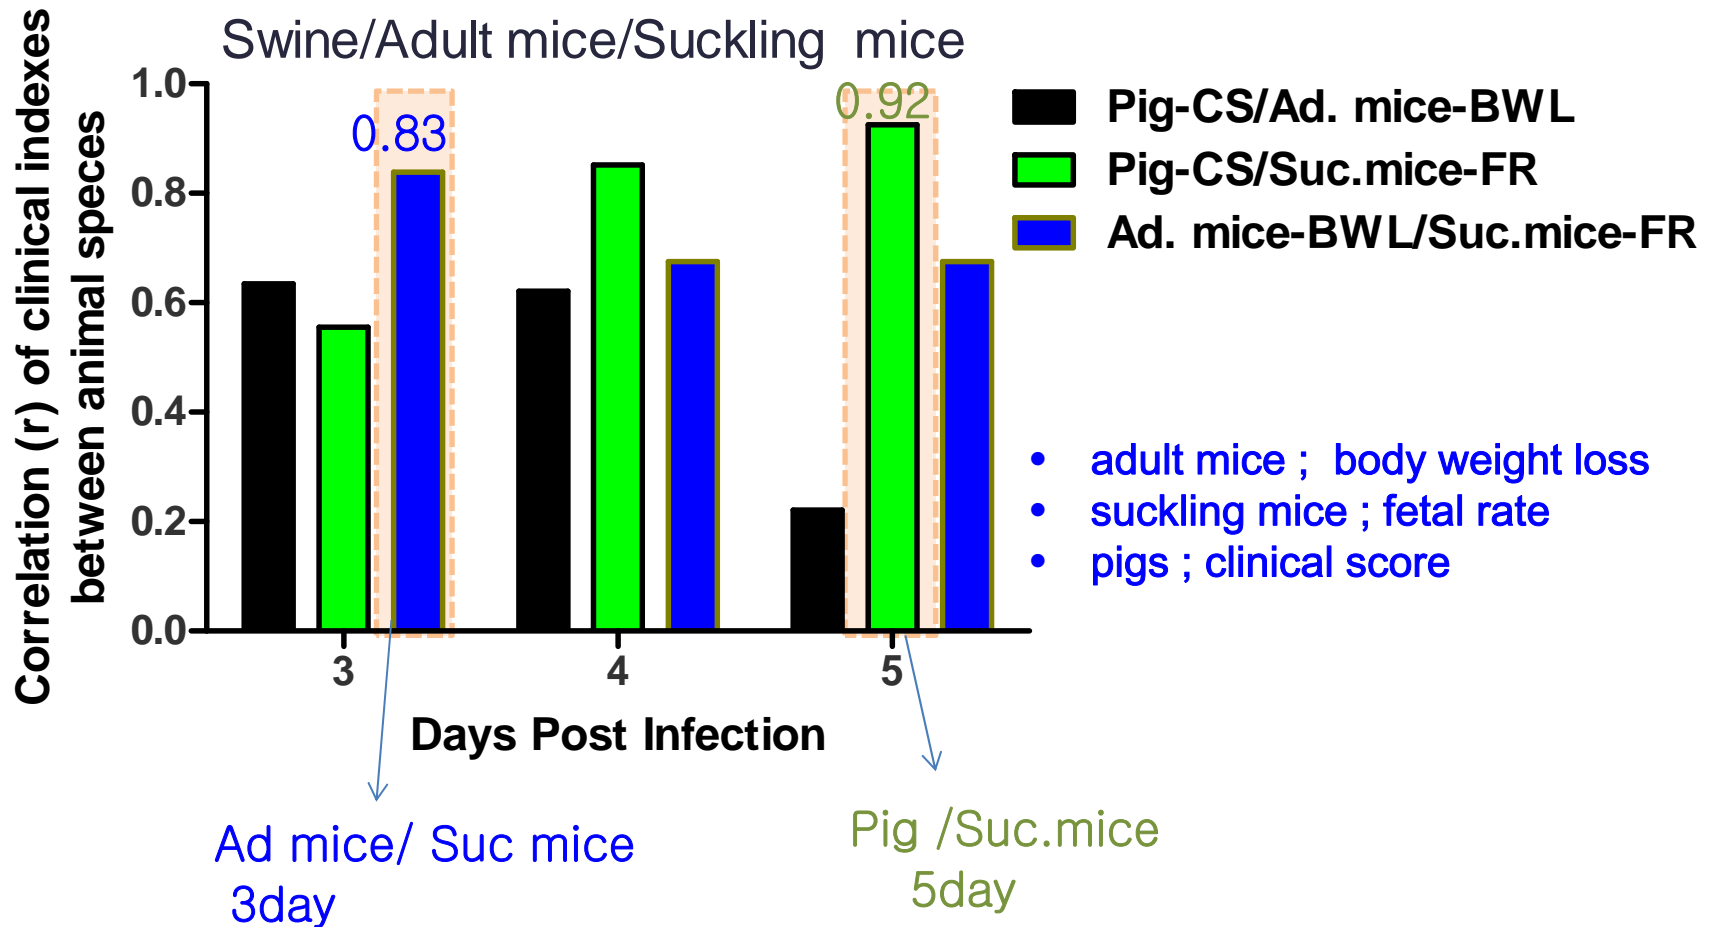 Swine/Adult mice/Suckling mice
Correlation (r) of clinical indexes
between animal speces
1.0
0.8
0.6
0.4
0.2
0.0
0.83
0.92
3
4
5
Days Post Infection
Pig-CS/Ad. mice-BWL
Pig-CS/Suc.mice-FR
Ad. mice-BWL/Suc.mice-FR
• adult mice ; body weight loss
• suckling mice ; fetal rate
• pigs ; clinical score
Ad mice/ Suc mice
3day
Pig /Suc.mice
5day